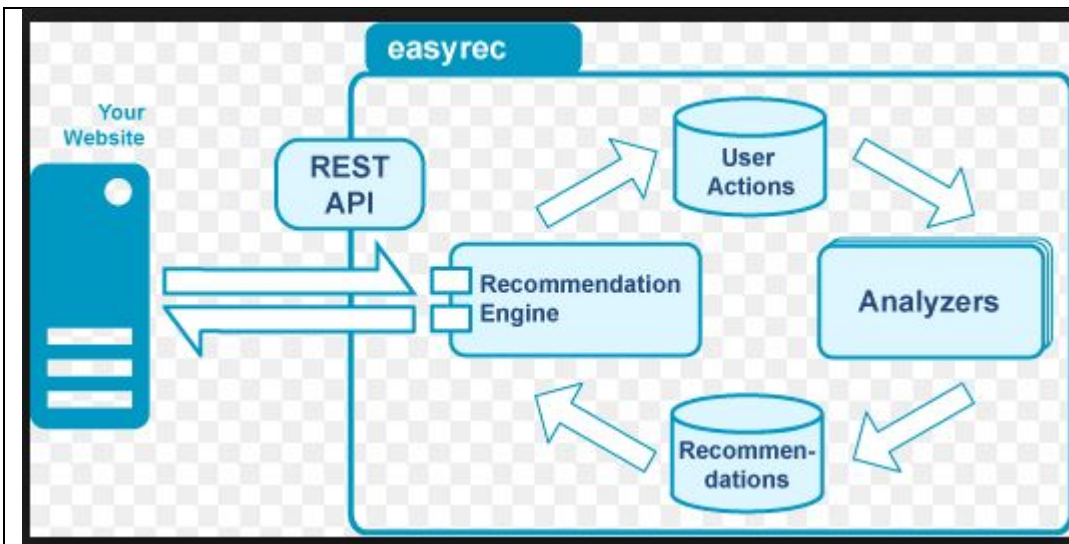 easyrec
Your
Website
REST
API
User
Actions
Recommendation
Engine
Analyzers
Recommen-
dations